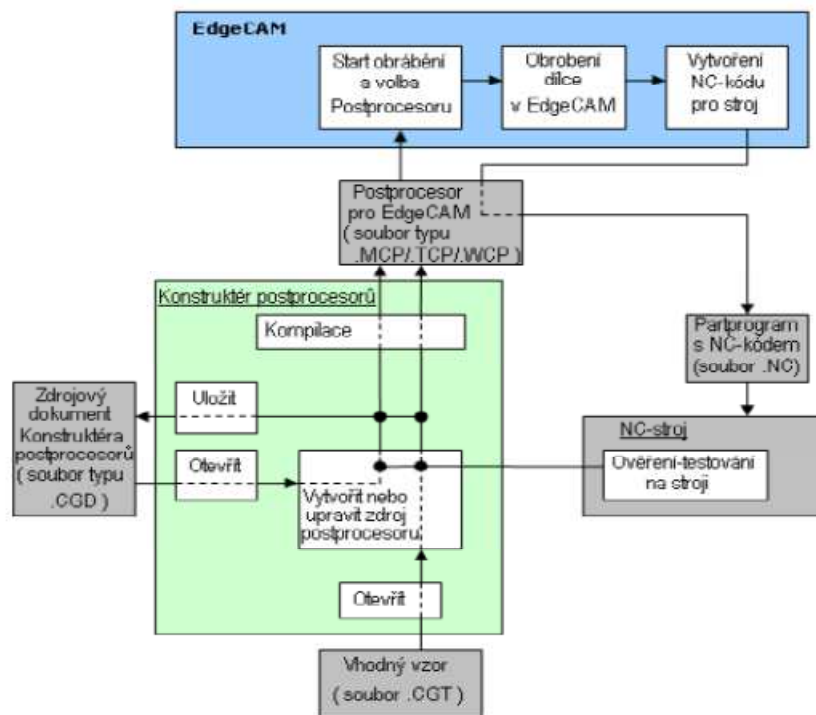 EdgeCAM
Start obrábění
a volba
Postprocesoru
Obrobení
dílce
v EdgeCAM
Vytvoření
NC-kódu
pro stroj
Postprocesor
pro EdgeCAM
( soubor typu
.MCP/.TCP/.WCP )
Konstruktér postprocesorů
Kompilace
Partprogram
s NC-kódem
(soubor .NC)
Zdrojový
dokument
Konstruktéra
postprocesorů
( soubor typu
.CGD )
Uložit
Otevřít
Vytvořit nebo
upravit zdroj
postprocesoru
NC-stroj
Ověření-testování
na stroji
Otevřít
Vhodný vzor
( soubor .CGT )